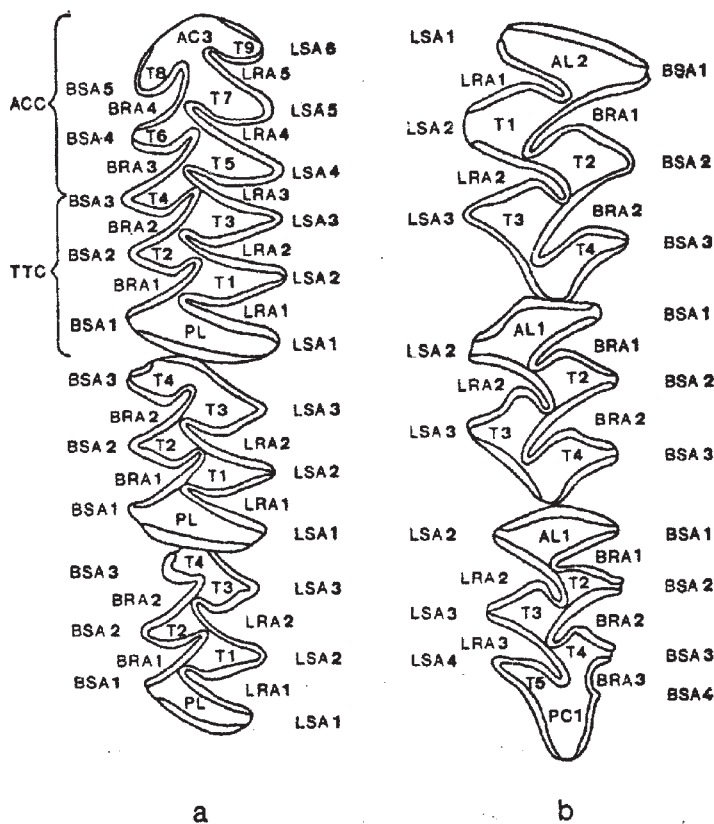 AC3 T9 LSA6
T8 LRA5
BSA5 T7
ACC BRA4 LSA5
BSA4 T6 LRA4
BRA3 T5 LSA4
BSA3 T4 LRA3
BRA2 T3 LSA3
BSA2 T2 LRA2
TTC BRA1 T1 LSA2
BSA1 PL LRA1
LSA1
BSA3 T4
BRA2 T3 LSA3
BSA2 T2 LRA2
BRA1 T1 LSA2
BSA1 PL LRA1
LSA1
BSA3 T4
BRA2 T3 LSA3
BSA2 T2 LRA2
BRA1 T1 LSA2
BSA1 PL LRA1
LSA1
a
LSA1 AL2 BSA1
LRA1
LSA2 T1 BRA1
LRA2 T2 BSA2
LSA3 T3 BRA2
T4 BSA3
AL1 BSA1
LSA2 BRA1
LRA2 T2 BSA2
LSA3 T3 BRA2
T4 BSA3
LSA2 AL1 BSA1
BRA1
LRA2 T2 BSA2
LSA3 T3 BRA2
LRA3 T4 BSA3
LSA4 T5 BRA3
PC1 BSA4
b